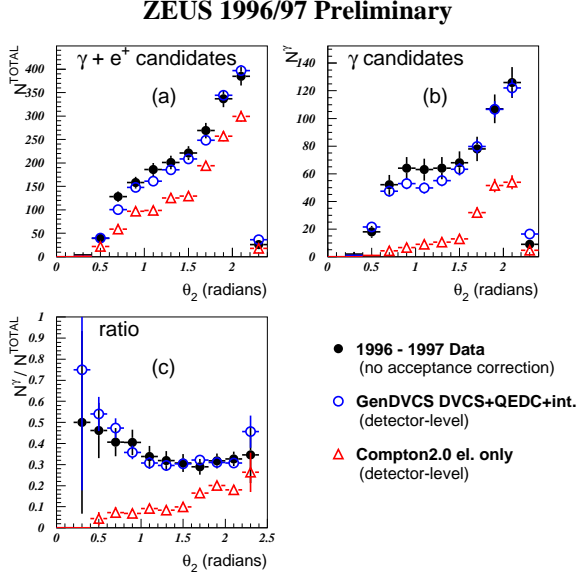 ZEUS 1996/97 Preliminary
γ + e+ candidates
(a)
N^TOTAL
400
350
300
250
200
150
100
50
0
0 0.5 1 1.5 2
θ2 (radians)
γ candidates
(b)
N^γ
140
120
100
80
60
40
20
0
0 0.5 1 1.5 2
θ2 (radians)
ratio
(c)
N^γ / N^TOTAL
1
0.9
0.8
0.7
0.6
0.5
0.4
0.3
0.2
0.1
0
0 0.5 1 1.5 2 2.5
θ2 (radians)
1996 - 1997 Data
(no acceptance correction)
GenDVCS DVCS+QEDC+int.
(detector-level)
Compton2.0 el. only
(detector-level)